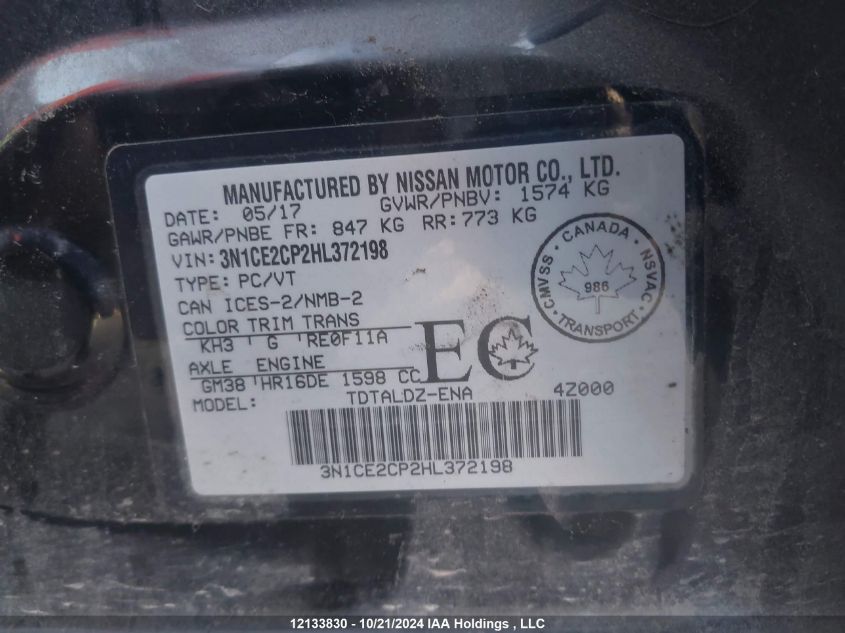 MANUFACTURED BY NISSAN MOTOR CO., LTD.
DATE: 05/17 GVWR/PNBV: 1574 KG
GAWR/PNBE FR: 847 KG RR:773 KG
VIN: 3N1CE2CP2HL372198
TYPE: PC/VT
CAN ICES-2/NMB-2
COLOR TRIM TRANS
KH3 G RE0F11A
AXLE ENGINE
GM38 HR16DE 1598 CC
MODEL: TDTALDZ-ENA 4Z000
EC
CANADA
CMVSS NSVAC
986
TRANSPORT
3N1CE2CP2HL372198
12133830 - 10/21/2024 IAA Holdings , LLC